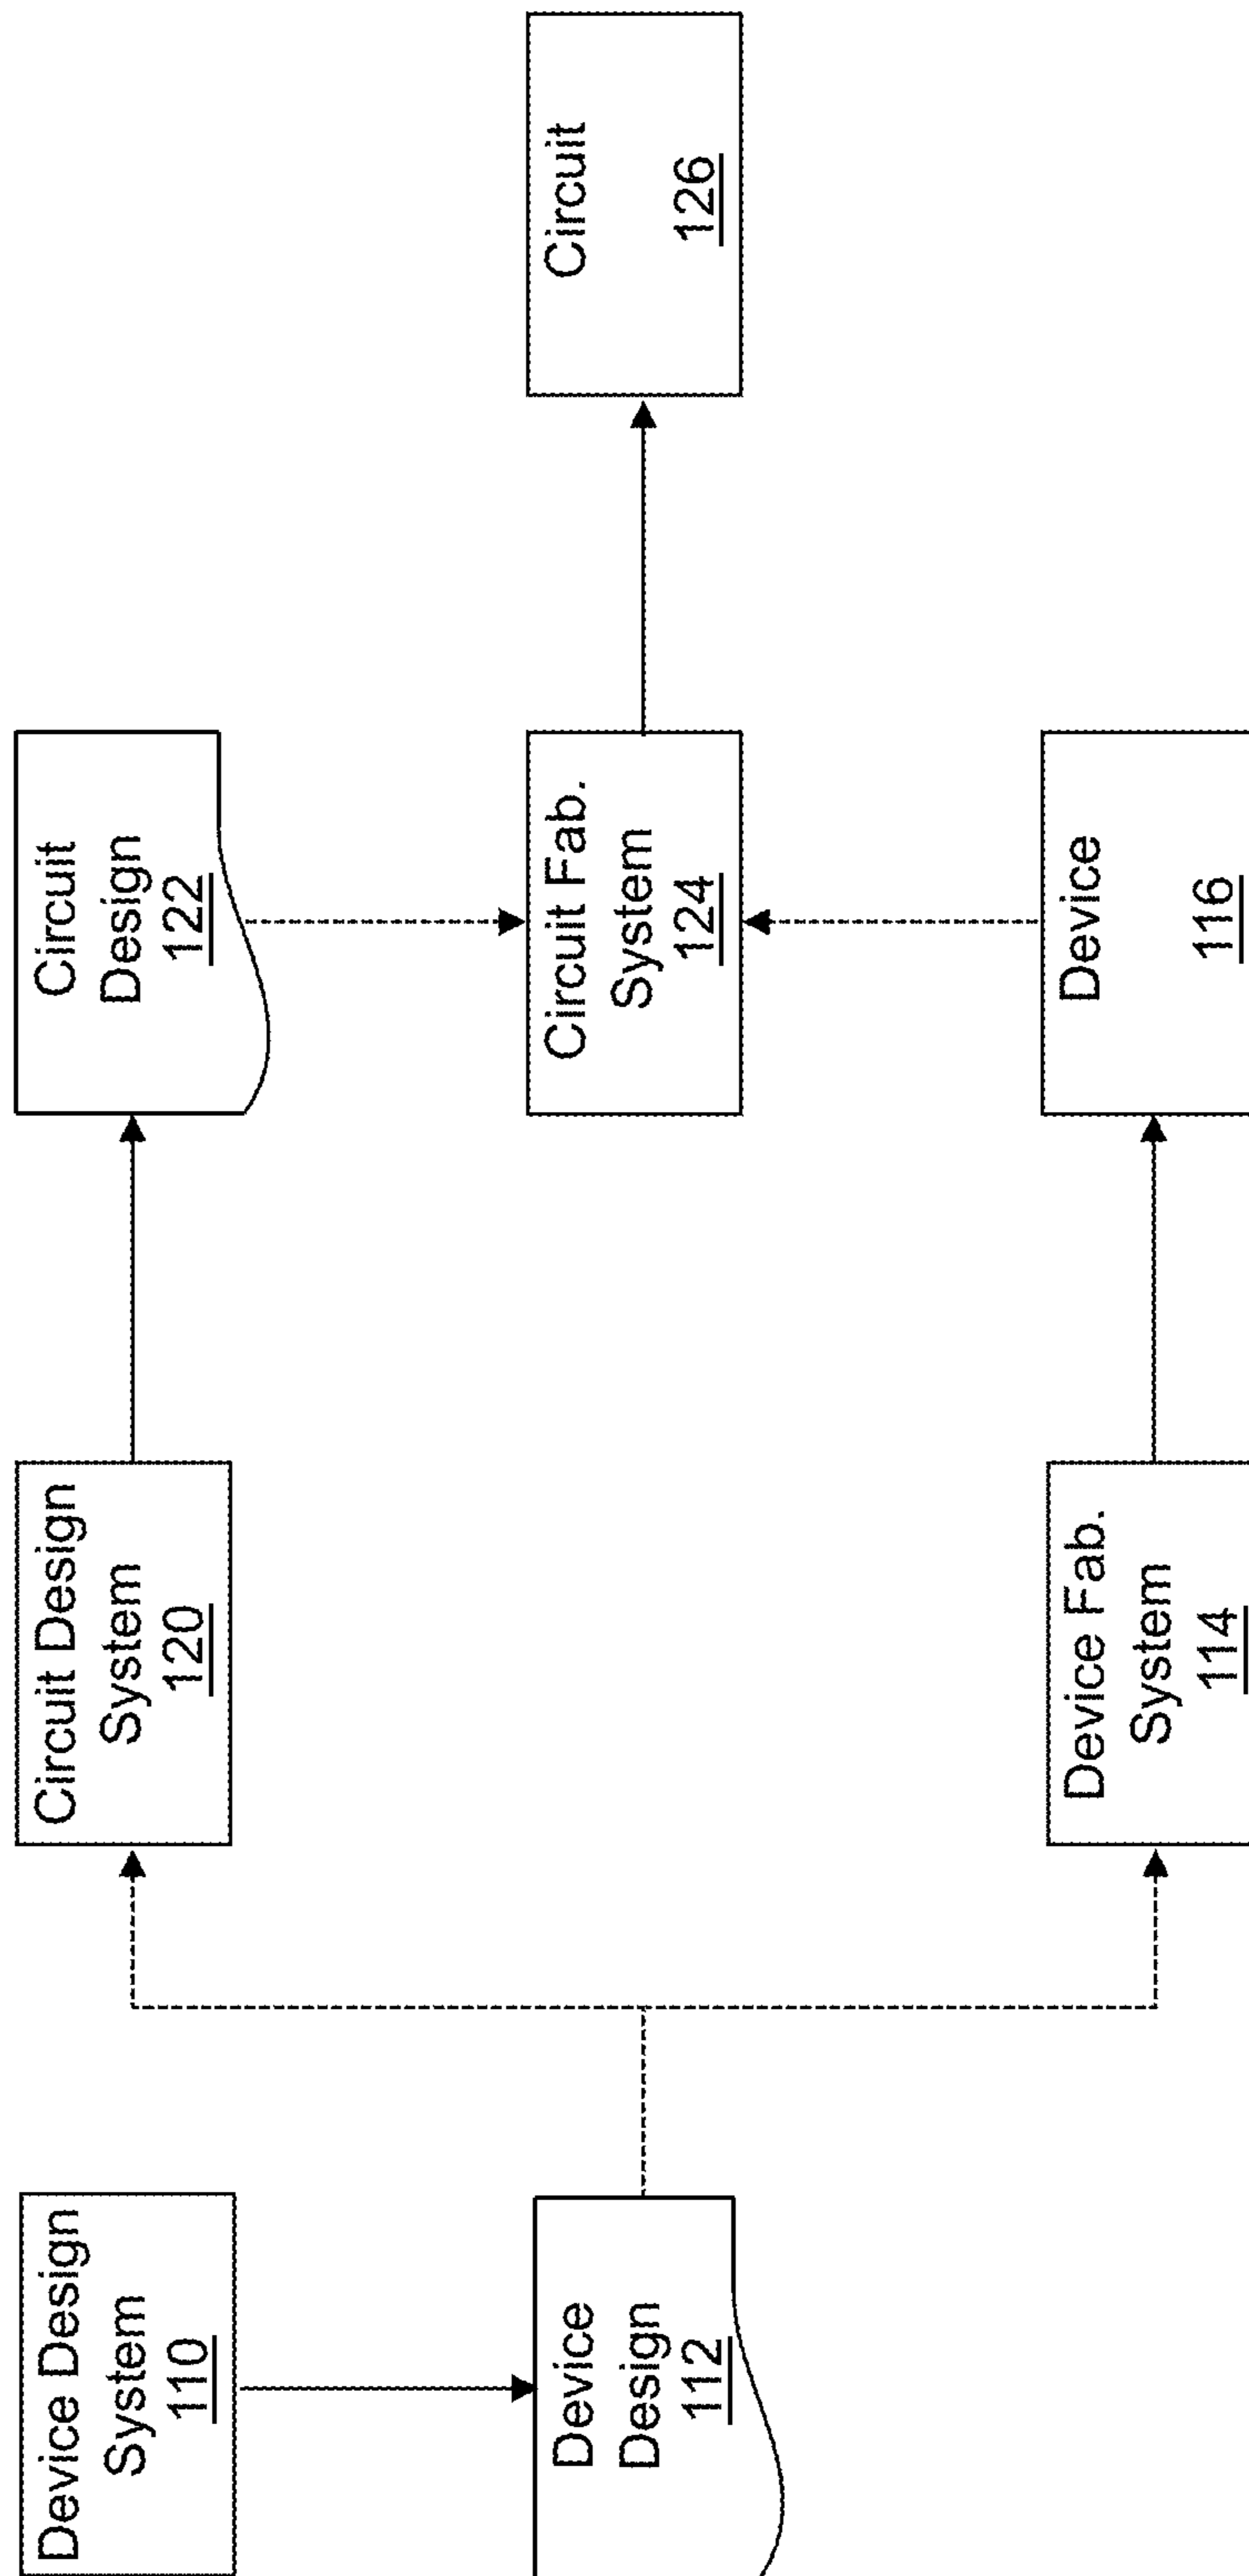 Device Design
System
110
Device
Design
112
Circuit Design
System
120
Device Fab.
System
114
Circuit
Design
122
Circuit Fab.
System
124
Device
116
Circuit
126